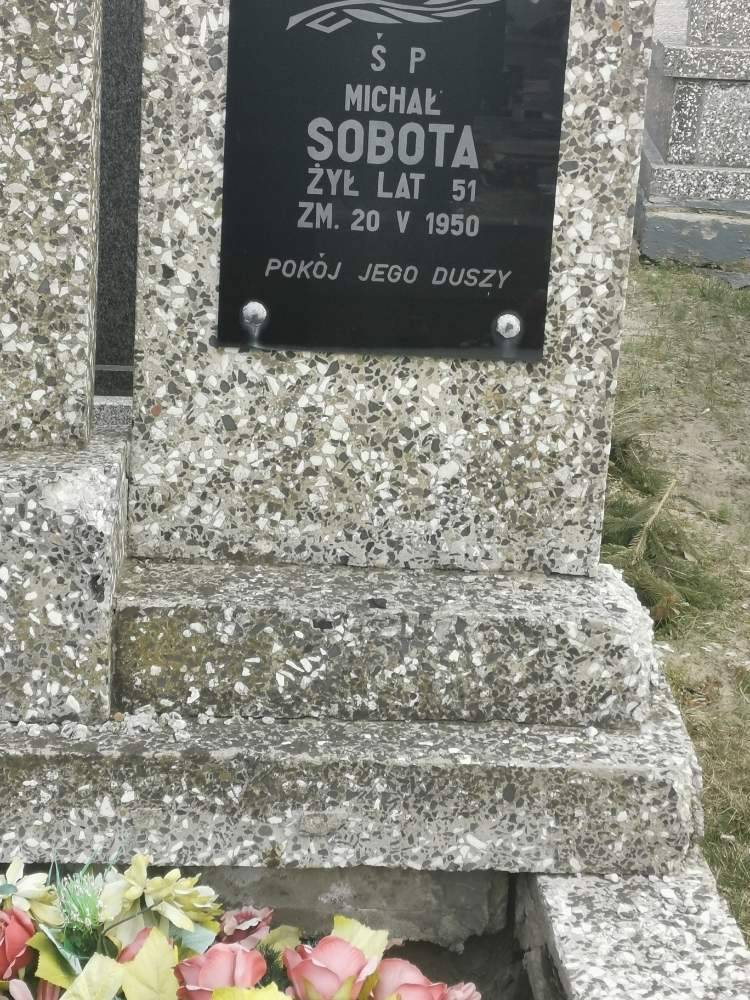 Ś P
MICHAŁ
SOBOTA
ŻYŁ LAT 51
ZM. 20 V 1950
POKÓJ JEGO DUSZY